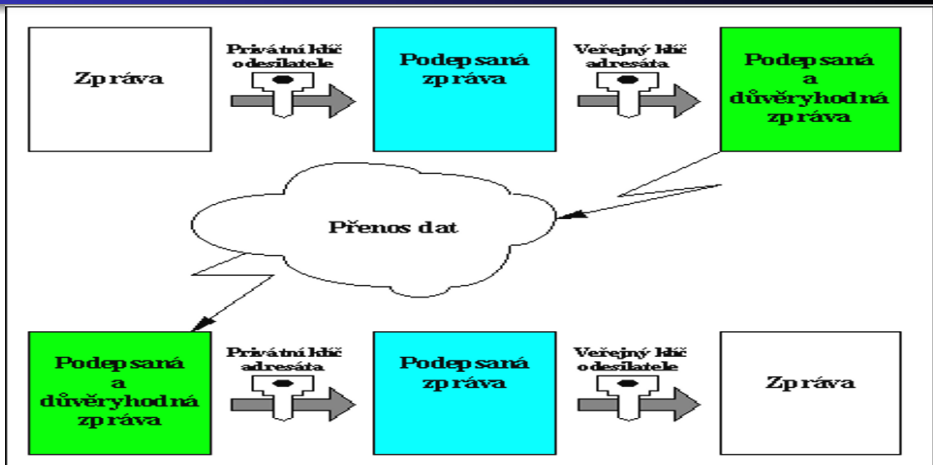 Zpráva
Privátní klíč
odesílatele
Podepsaná
zpráva
Veřejný klíč
adresáta
Podepsaná
a
důvěryhodná
zpráva
Přenos dat
Podepsaná
a
důvěryhodná
zpráva
Privátní klíč
adresáta
Podepsaná
zpráva
Veřejný klíč
odesílatele
Zpráva